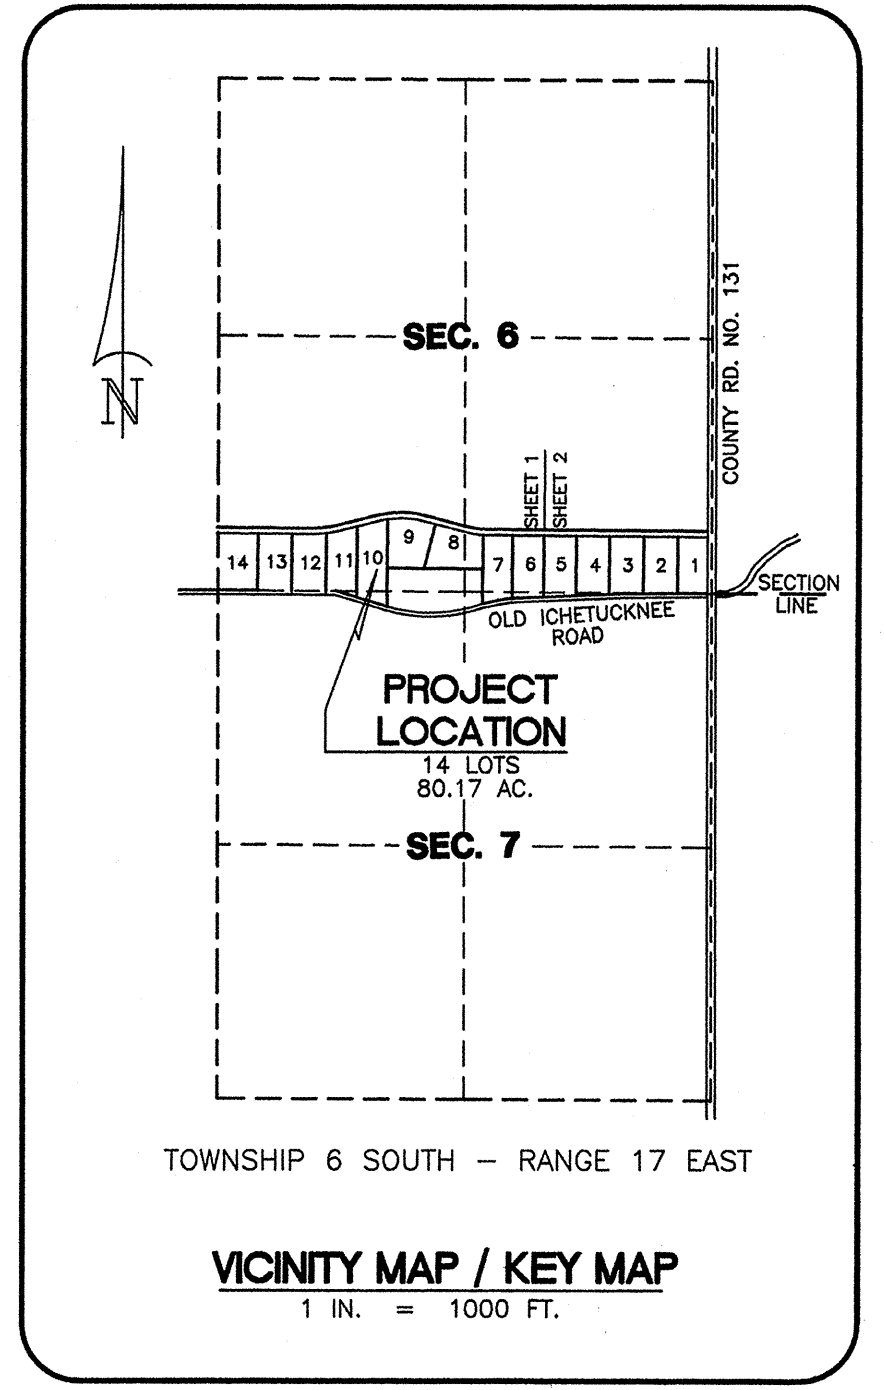 COUNTY RD. NO. 131
SEC. 6
N
SHEET 1
SHEET 2
14 13 12 11 10 9 8 7 6 5 4 3 2 1
SECTION
LINE
OLD ICHETUCKNEE
ROAD
PROJECT
LOCATION
14 LOTS
80.17 AC.
SEC. 7
TOWNSHIP 6 SOUTH – RANGE 17 EAST
VICINITY MAP / KEY MAP
1 IN. = 1000 FT.